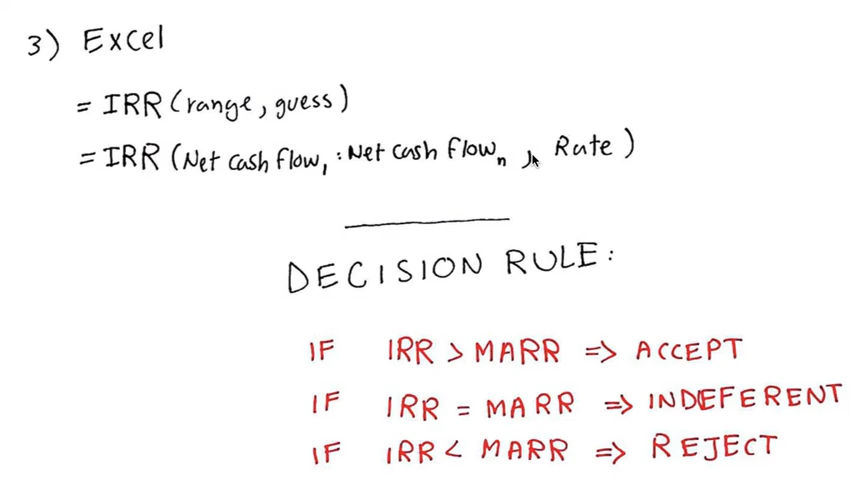 3) Excel
= IRR (range, guess)
= IRR (Net cash flow₁ : Net cash flowₙ , Rate)
DECISION RULE:
IF IRR > MARR => ACCEPT
IF IRR = MARR => INDEFERENT
IF IRR < MARR => REJECT